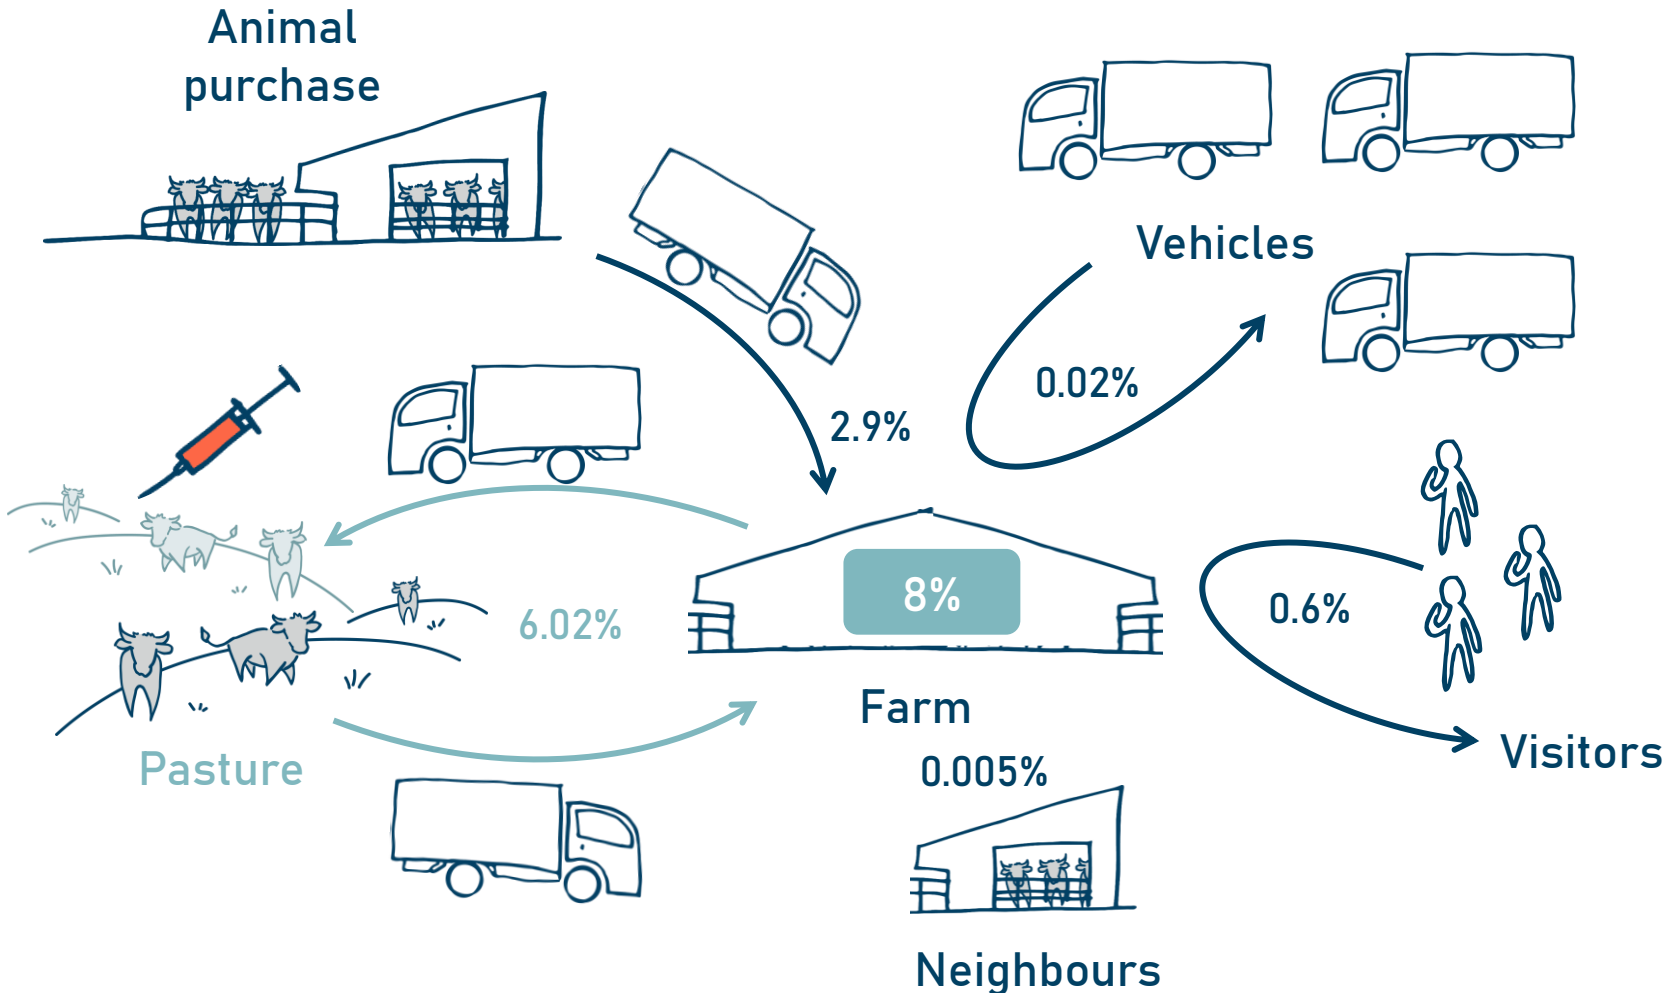 Animal
purchase
Vehicles
0.02%
2.9%
8%
6.02%
0.6%
Farm
Visitors
Pasture
0.005%
Neighbours